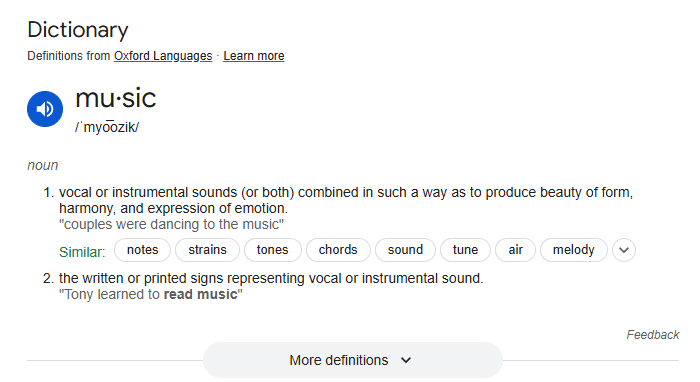 Dictionary
Definitions from Oxford Languages · Learn more
mu·sic
/ˈmyo͞ozik/
noun
1. vocal or instrumental sounds (or both) combined in such a way as to produce beauty of form,
harmony, and expression of emotion.
"couples were dancing to the music"
Similar: notes strains tones chords sound tune air melody
2. the written or printed signs representing vocal or instrumental sound.
"Tony learned to read music"
Feedback
More definitions